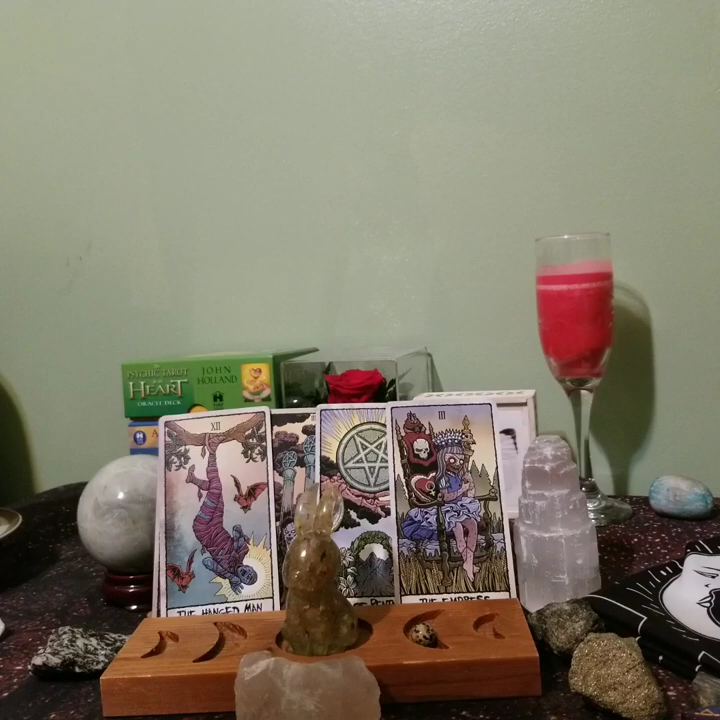 PSYCHIC TAROT
HEART
ORACLE DECK
JOHN
HOLLAND
XII
III
THE HANGED MAN
THE EMPRESS